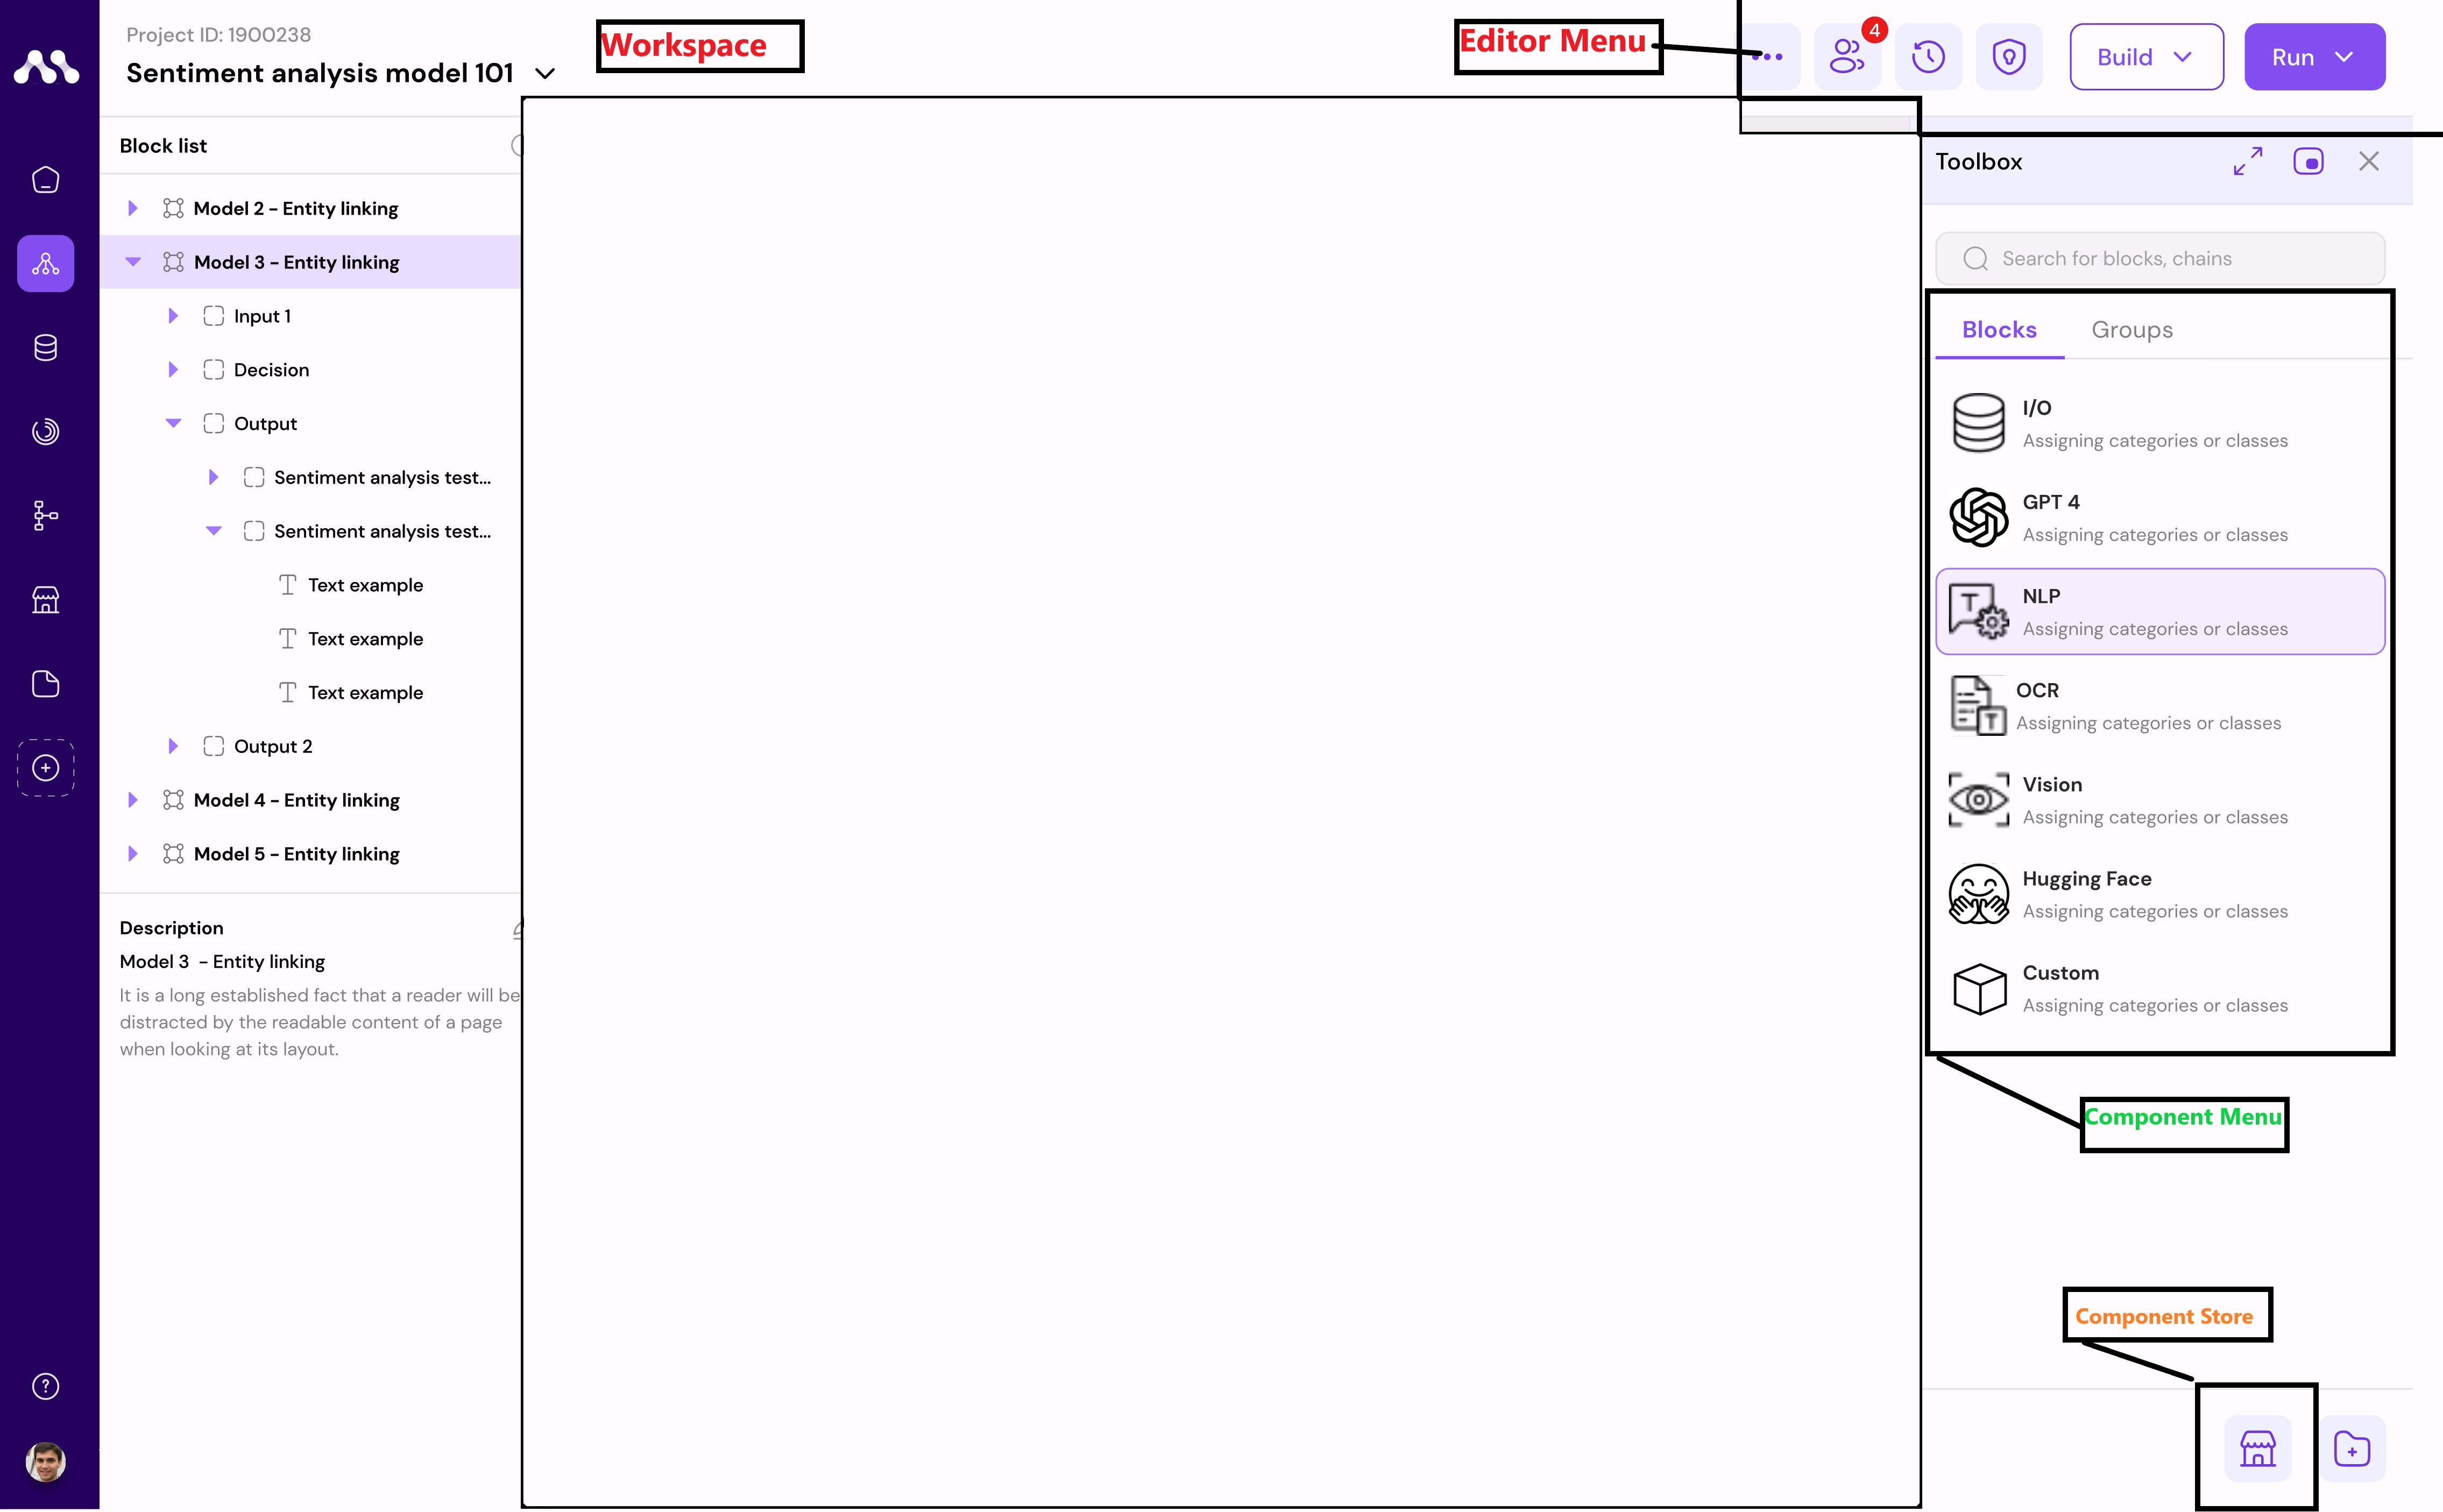 Project ID: 1900238
Sentiment analysis model 101
Workspace
Editor Menu
4
Build
Run
Block list
Model 2 - Entity linking
Model 3 - Entity linking
Input 1
Decision
Output
Sentiment analysis test...
Sentiment analysis test...
Text example
Text example
Text example
Output 2
Model 4 - Entity linking
Model 5 - Entity linking
Description
Model 3 - Entity linking
It is a long established fact that a reader will be
distracted by the readable content of a page
when looking at its layout.
Toolbox
Search for blocks, chains
Blocks Groups
I/O
Assigning categories or classes
GPT 4
Assigning categories or classes
NLP
Assigning categories or classes
OCR
Assigning categories or classes
Vision
Assigning categories or classes
Hugging Face
Assigning categories or classes
Custom
Assigning categories or classes
Component Menu
Component Store